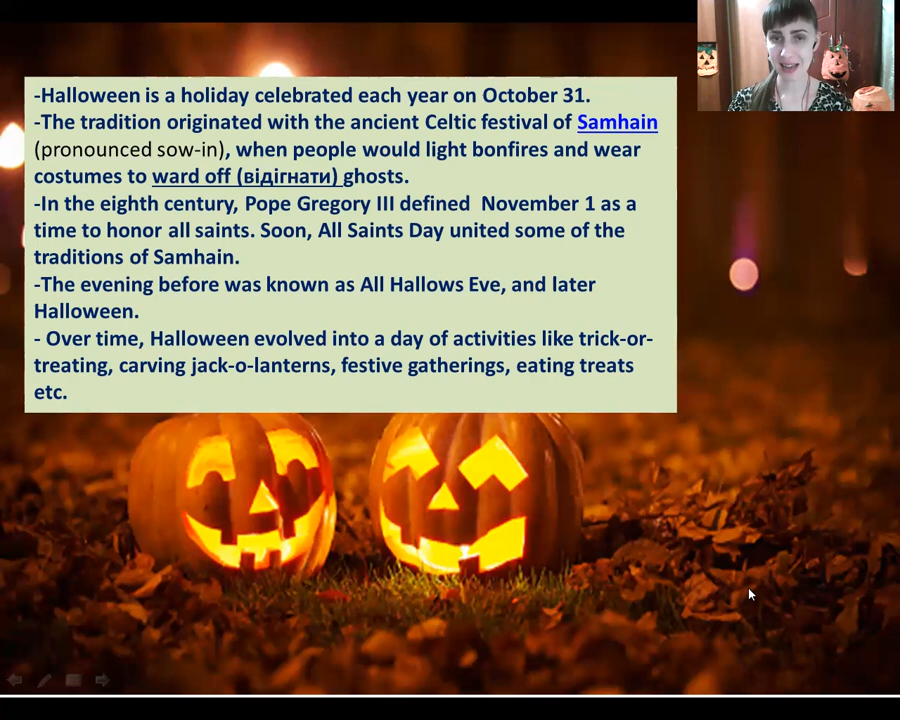 -Halloween is a holiday celebrated each year on October 31.
-The tradition originated with the ancient Celtic festival of Samhain
(pronounced sow-in), when people would light bonfires and wear
costumes to ward off (відігнати) ghosts.
-In the eighth century, Pope Gregory III defined  November 1 as a
time to honor all saints. Soon, All Saints Day united some of the
traditions of Samhain.
-The evening before was known as All Hallows Eve, and later
Halloween.
- Over time, Halloween evolved into a day of activities like trick-or-
treating, carving jack-o-lanterns, festive gatherings, eating treats
etc.